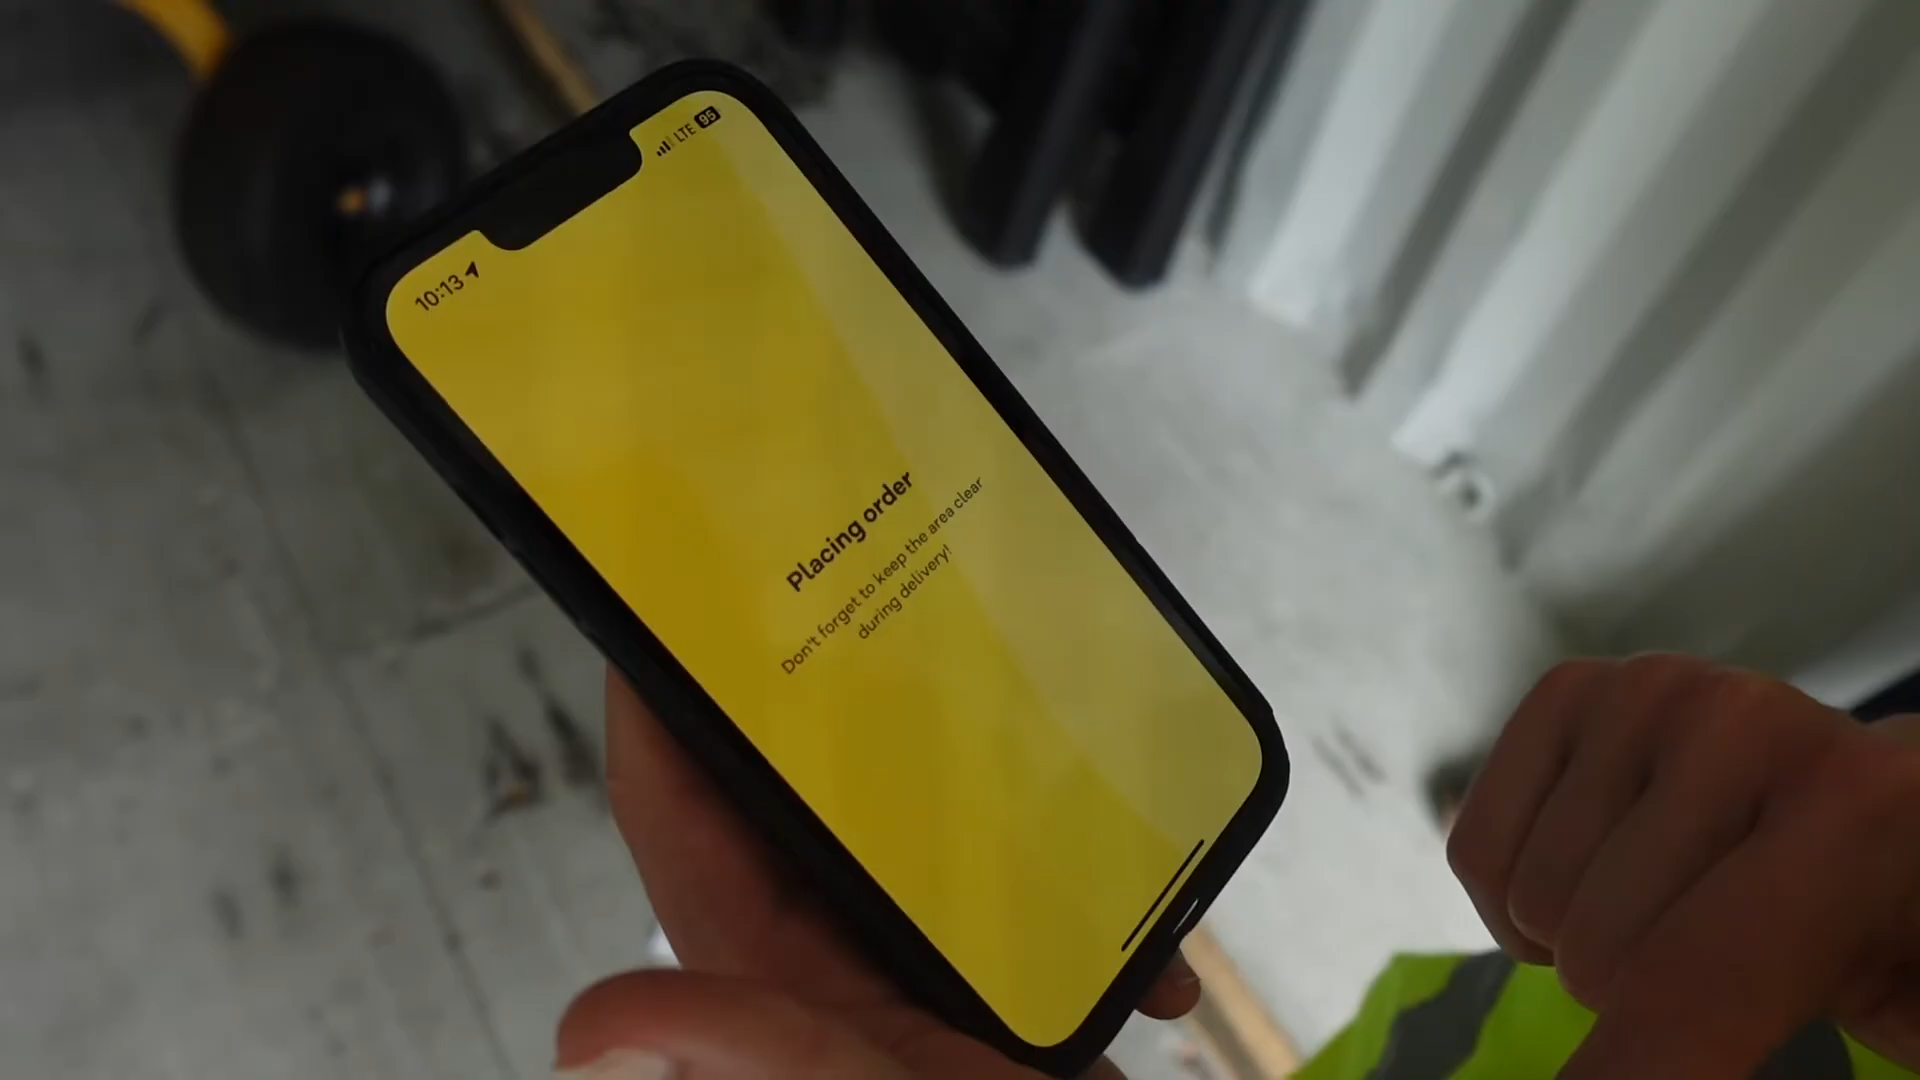 10:13
LTE 95
Placing order
Don't forget to keep the area clear
during delivery!